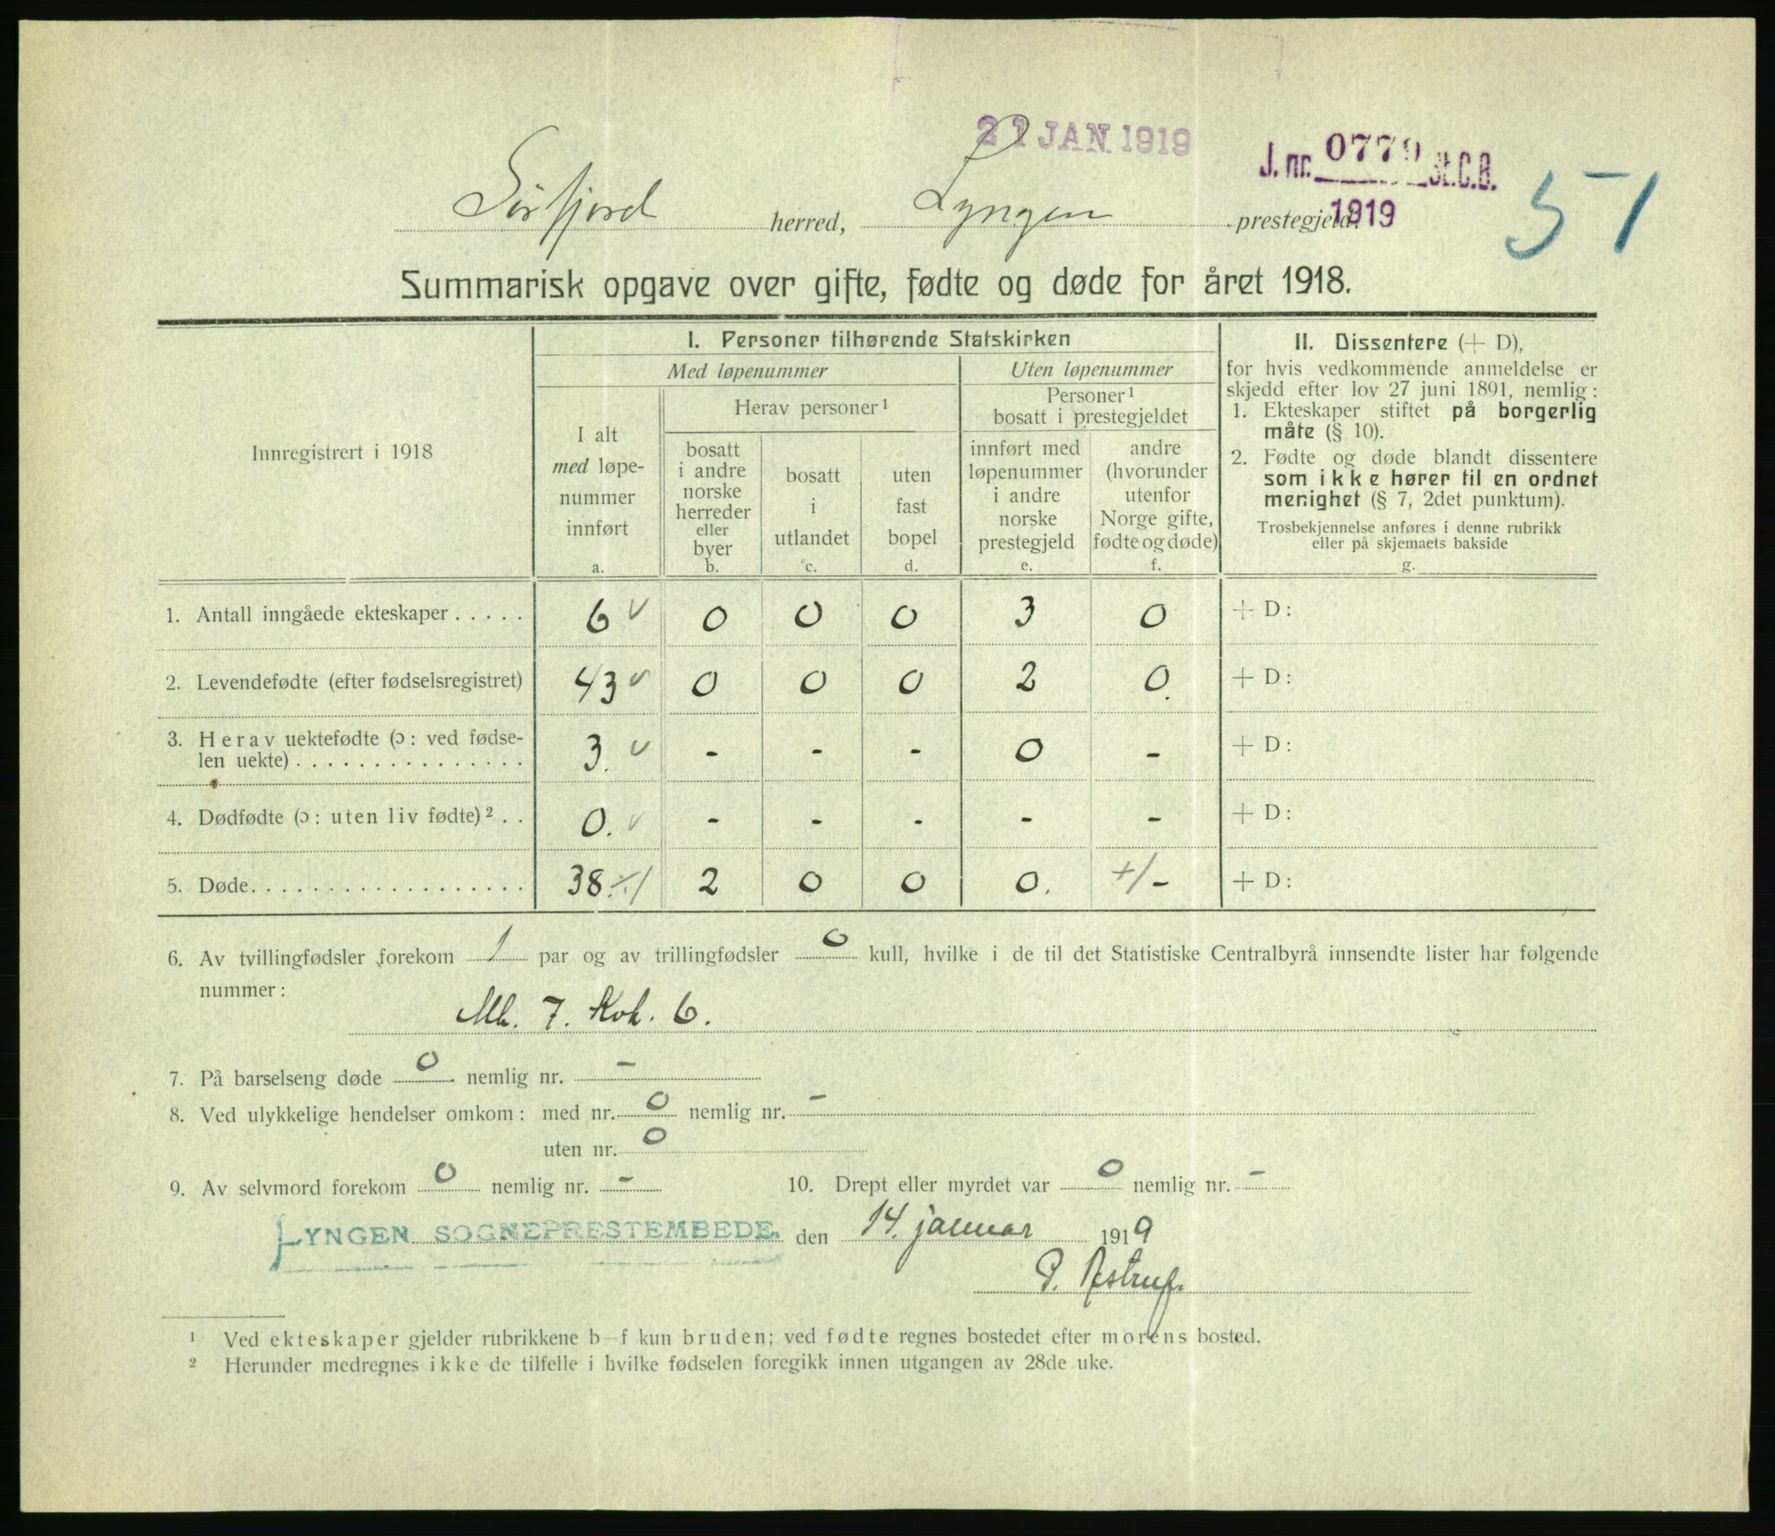 21 JAN 1919
J. nr. 0779 St.C.B.
1919
51
Sørfjord herred, Lyngen prestegjeld.
Summarisk opgave over gifte, fødte og døde for året 1918.
Innregistrert i 1918
I. Personer tilhørende Statskirken
Med løpenummer
Uten løpenummer
I alt
med løpe-
nummer
innført
a.
Herav personer¹
bosatt
i andre
norske
herreder
eller
byer
b.
bosatt
i
utlandet
c.
uten
fast
bopel
d.
Personer¹
bosatt i prestegjeldet
innført med
løpenummer
i andre
norske
prestegjeld
e.
andre
(hvorunder
utenfor
Norge gifte,
fødte og døde)
f.
II. Dissentere (+ D),
for hvis vedkommende anmeldelse er
skjedd efter lov 27 juni 1891, nemlig:
1. Ekteskaper stiftet på borgerlig
måte (§ 10).
2. Fødte og døde blandt dissentere
som ikke hører til en ordnet
menighet (§ 7, 2det punktum).
Trosbekjennelse anføres i denne rubrikk
eller på skjemaets bakside
g.
1. Antall inngåede ekteskaper . . . . . 6 v 0 0 0 3 0 + D:
2. Levendefødte (efter fødselsregistret) 43 v 0 0 0 2 0. + D:
3. Herav uektefødte (ɔ: ved fødse-
len uekte) . . . . . . . . . . . . . . . 3. v - - - 0 - + D:
4. Dødfødte (ɔ: uten liv fødte)² . . 0. v - - - - - + D:
5. Døde. . . . . . . . . . . . . . . . . . 38. +1 2 0 0 0. +/- + D:
6. Av tvillingfødsler forekom 1 par og av trillingfødsler 0 kull, hvilke i de til det Statistiske Centralbyrå innsendte lister har følgende
nummer:
Mk. 7. Kvk. 6.
7. På barselseng døde 0 nemlig nr. -
8. Ved ulykkelige hendelser omkom: med nr. 0 nemlig nr. -
uten nr. 0
9. Av selvmord forekom 0 nemlig nr. - 10. Drept eller myrdet var 0 nemlig nr. -
LYNGEN SOGNEPRESTEMBEDE. den 14. januar 1919
P. Astrup.
¹ Ved ekteskaper gjelder rubrikkene b–f kun bruden; ved fødte regnes bostedet efter morens bosted.
² Herunder medregnes ikke de tilfelle i hvilke fødselen foregikk innen utgangen av 28de uke.